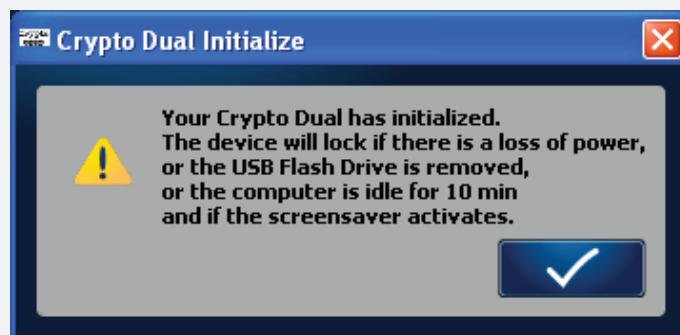 Crypto Dual Initialize
Your Crypto Dual has initialized.
The device will lock if there is a loss of power,
or the USB Flash Drive is removed,
or the computer is idle for 10 min
and if the screensaver activates.